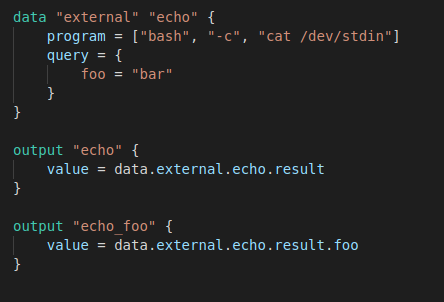 data "external" "echo" {
    program = ["bash", "-c", "cat /dev/stdin"]
    query = {
        foo = "bar"
    }
}

output "echo" {
    value = data.external.echo.result
}

output "echo_foo" {
    value = data.external.echo.result.foo
}